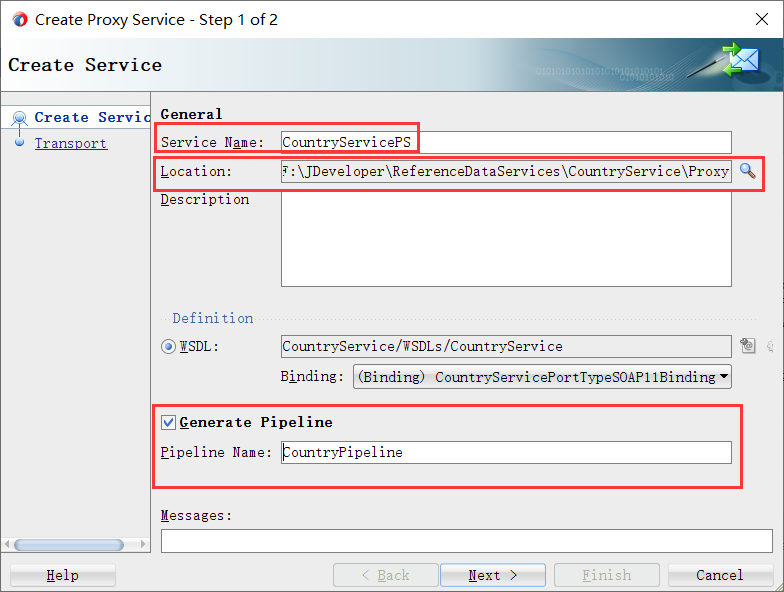 Create Proxy Service - Step 1 of 2
Create Service
Create Servic
Transport
General
Service Name: CountryServicePS
Location: F:\JDeveloper\ReferenceDataServices\CountryService\Proxy
Description
Definition
WSDL: CountryService/WSDLs/CountryService
Binding: (Binding) CountryServicePortTypeSOAP11Binding
Generate Pipeline
Pipeline Name: CountryPipeline
Messages:
Help < Back Next > Finish Cancel